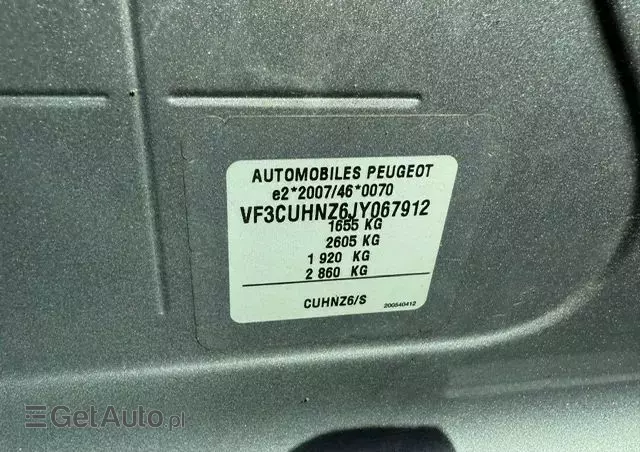 AUTOMOBILES PEUGEOT
e2*2007/46*0070
VF3CUHNZ6JY067912
1655 KG
2605 KG
1 920 KG
2 860 KG
CUHNZ6/S 200540412
GetAuto.pl